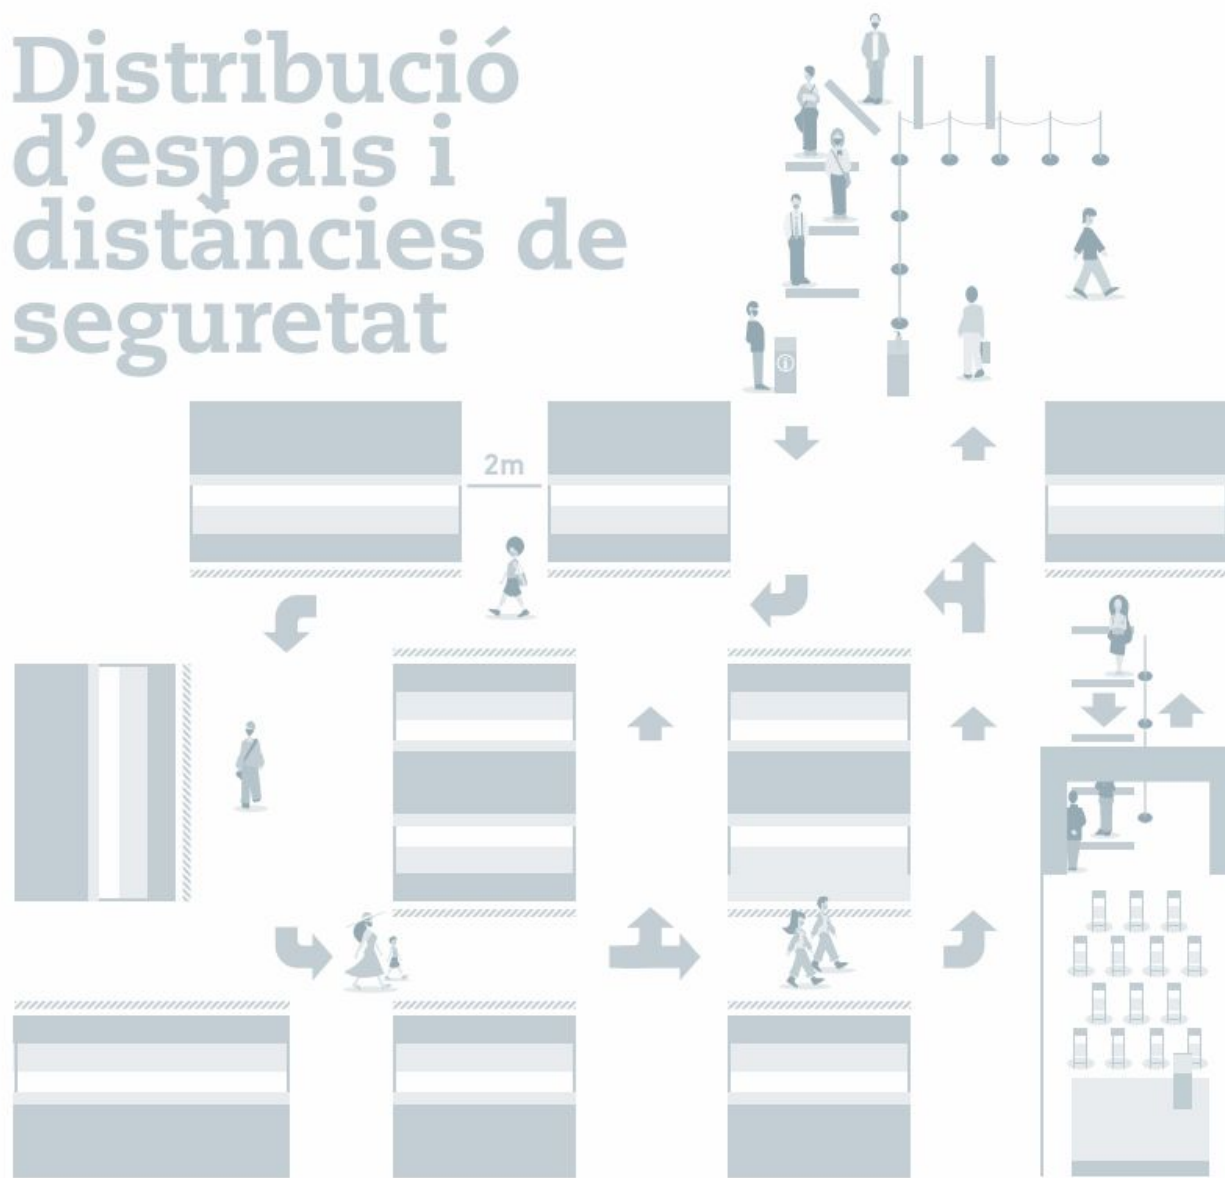 Distribució
d’espais i
distàncies de
seguretat
2m
i